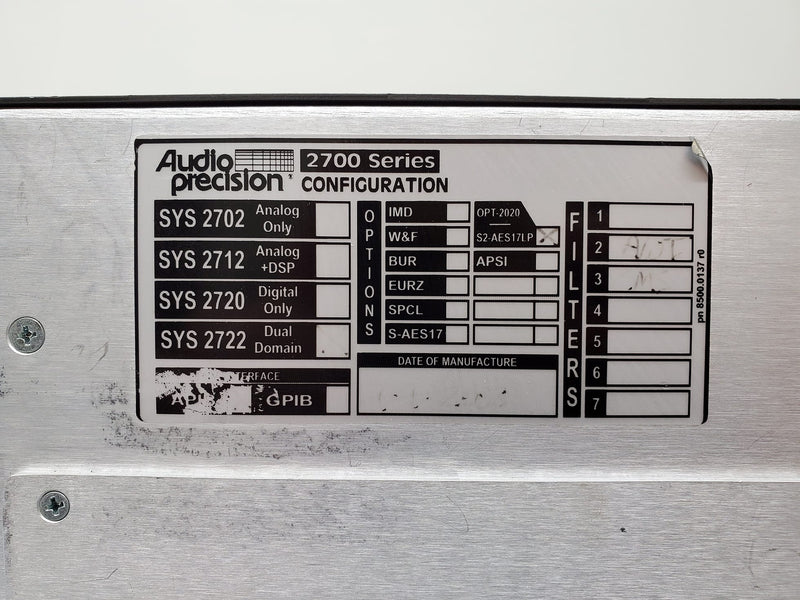 Audio precision
2700 Series
CONFIGURATION
SYS 2702 Analog Only
SYS 2712 Analog +DSP
SYS 2720 Digital Only
SYS 2722 Dual Domain
GPIB
OPTIONS
IMD
W&F
BUR
EURZ
SPCL
S-AES17
OPT-2020
S2-AES17LP
APSI
DATE OF MANUFACTURE
FILTERS
1
2
3
4
5
6
7
pn 8500.0137 r0